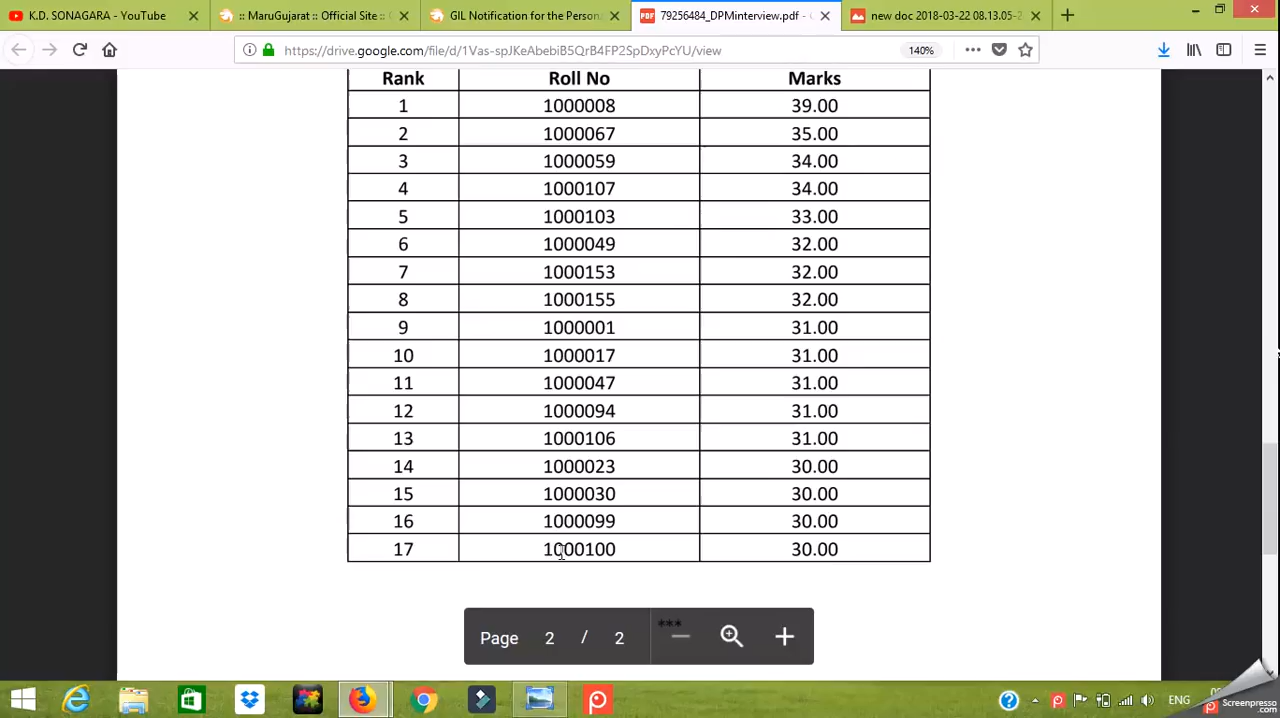 K.D. SONAGARA - YouTube
:: MaruGujarat :: Official Site ::
GIL Notification for the Person
79256484_DPMinterview.pdf -
new doc 2018-03-22 08.13.05-2
https://drive.google.com/file/d/1Vas-spJKeAbebiB5QrB4FP2SpDxyPcYU/view
140%
Rank Roll No Marks
1 1000008 39.00
2 1000067 35.00
3 1000059 34.00
4 1000107 34.00
5 1000103 33.00
6 1000049 32.00
7 1000153 32.00
8 1000155 32.00
9 1000001 31.00
10 1000017 31.00
11 1000047 31.00
12 1000094 31.00
13 1000106 31.00
14 1000023 30.00
15 1000030 30.00
16 1000099 30.00
17 1000100 30.00
***
Page 2 / 2
ENG
Screenpresso
.com